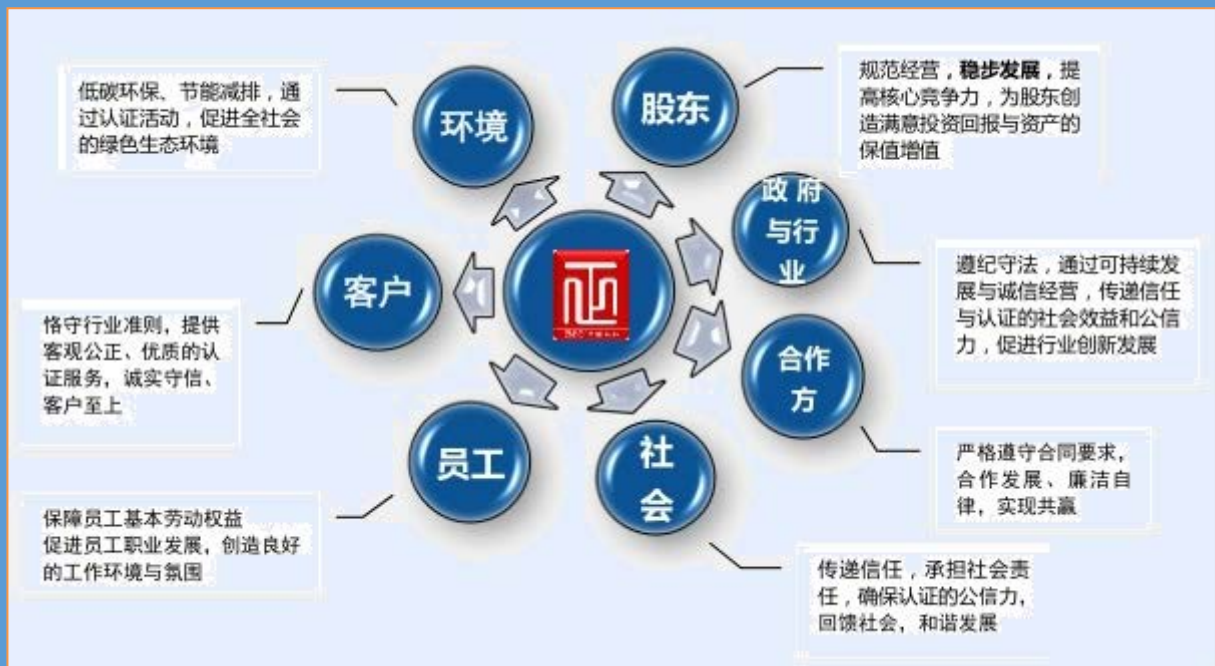 低碳环保、节能减排，通
过认证活动，促进全社会
的绿色生态环境
环境
股东
规范经营，稳步发展，提
高核心竞争力，为股东创
造满意投资回报与资产的
保值增值
政 府
与行
业
遵纪守法，通过可持续发
展与诚信经营，传递信任
与认证的社会效益和公信
力，促进行业创新发展
客户
恪守行业准则，提供
客观公正、优质的认
证服务，诚实守信、
客户至上
合作
方
严格遵守合同要求，
合作发展、廉洁自
律，实现共赢
员工
保障员工基本劳动权益
促进员工职业发展，创造良好
的工作环境与氛围
社
会
传递信任，承担社会责
任，确保认证的公信力，
回馈社会，和谐发展